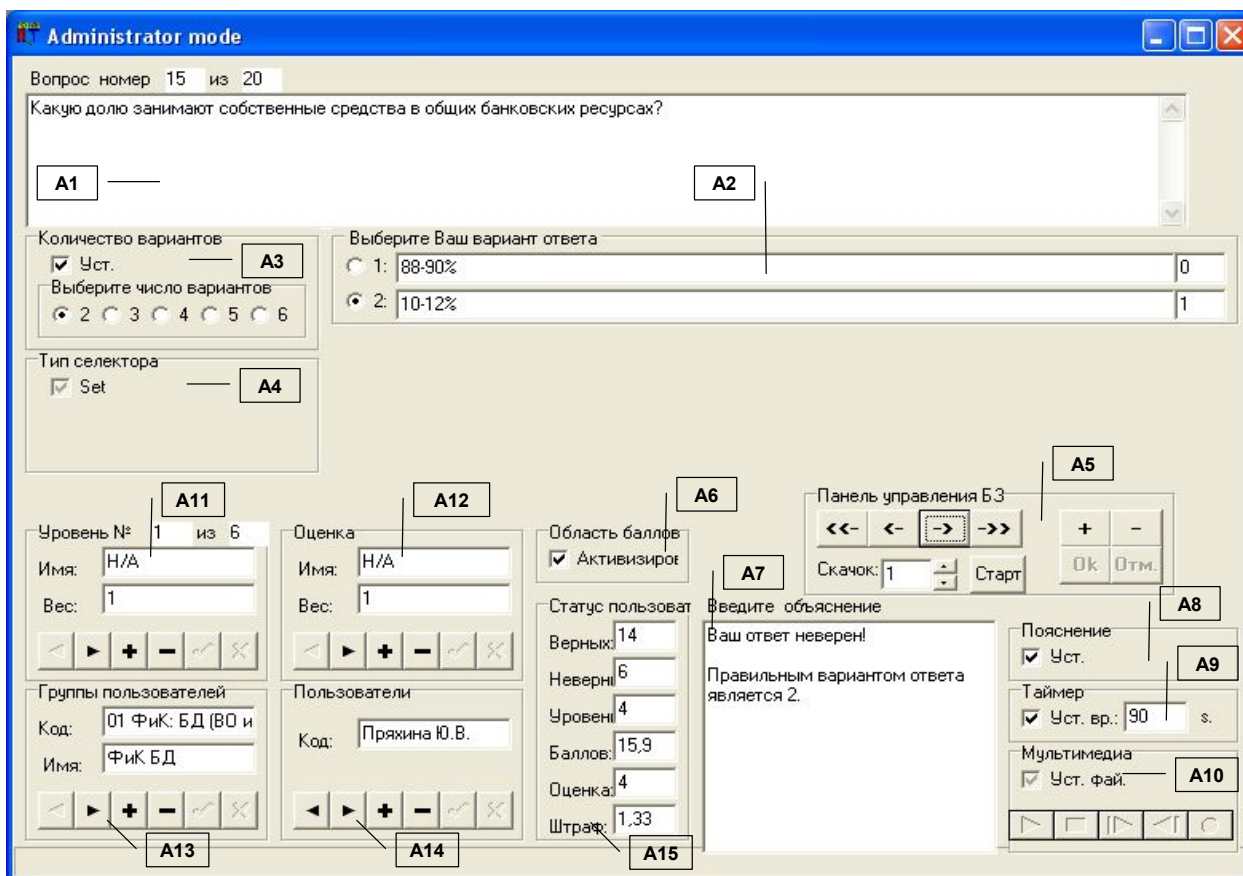 Administrator mode
Вопрос номер 15 из 20
Какую долю занимают собственные средства в общих банковских ресурсах?
A1
A2
Количество вариантов
Уст.
A3
Выберите число вариантов
2 3 4 5 6
Выберите Ваш вариант ответа
1: 88-90% 0
2: 10-12% 1
Тип селектора
Set
A4
A5
A11
A12
A6
Панель управления БЗ
<<- <- -> ->> + -
Скачок: 1 Старт Ok Отм.
Уровень № 1 из 6
Имя: Н/А
Вес: 1
Оценка
Имя: Н/А
Вес: 1
Область баллов
Активизиров
A7
A8
Группы пользователей
Код: 01 ФиК: БД (ВО и
Имя: ФиК БД
A13
Пользователи
Код: Пряхина Ю.В.
A14
Статус пользоват
Верных: 14
Неверн 6
Уровен 4
Баллов: 15,9
Оценка: 4
Штраф: 1,33
A15
Введите объяснение
Ваш ответ неверен!
Правильным вариантом ответа
является 2.
Пояснение
Уст.
A9
Таймер
Уст. вр.: 90 s.
Мультимедиа
Уст. фай.
A10